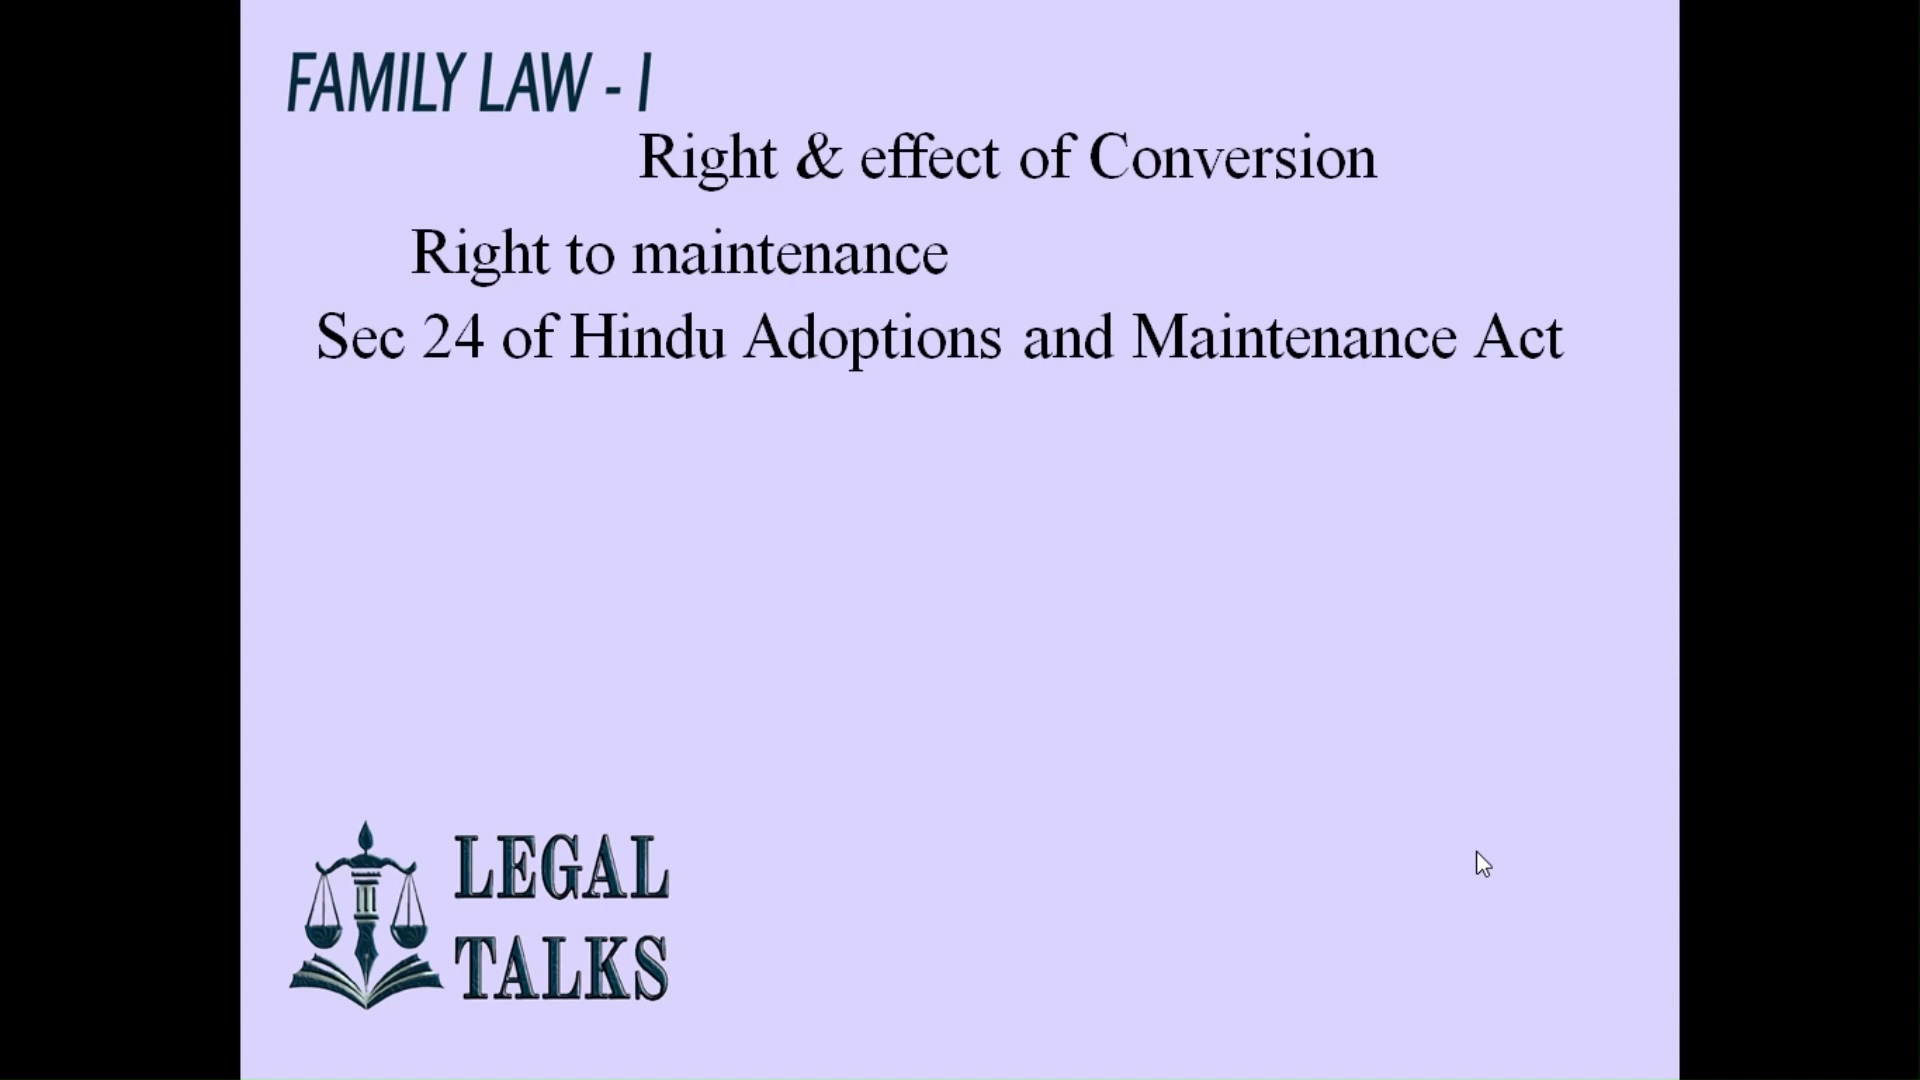 FAMILY LAW - I
Right & effect of Conversion
Right to maintenance
Sec 24 of Hindu Adoptions and Maintenance Act
LEGAL
TALKS